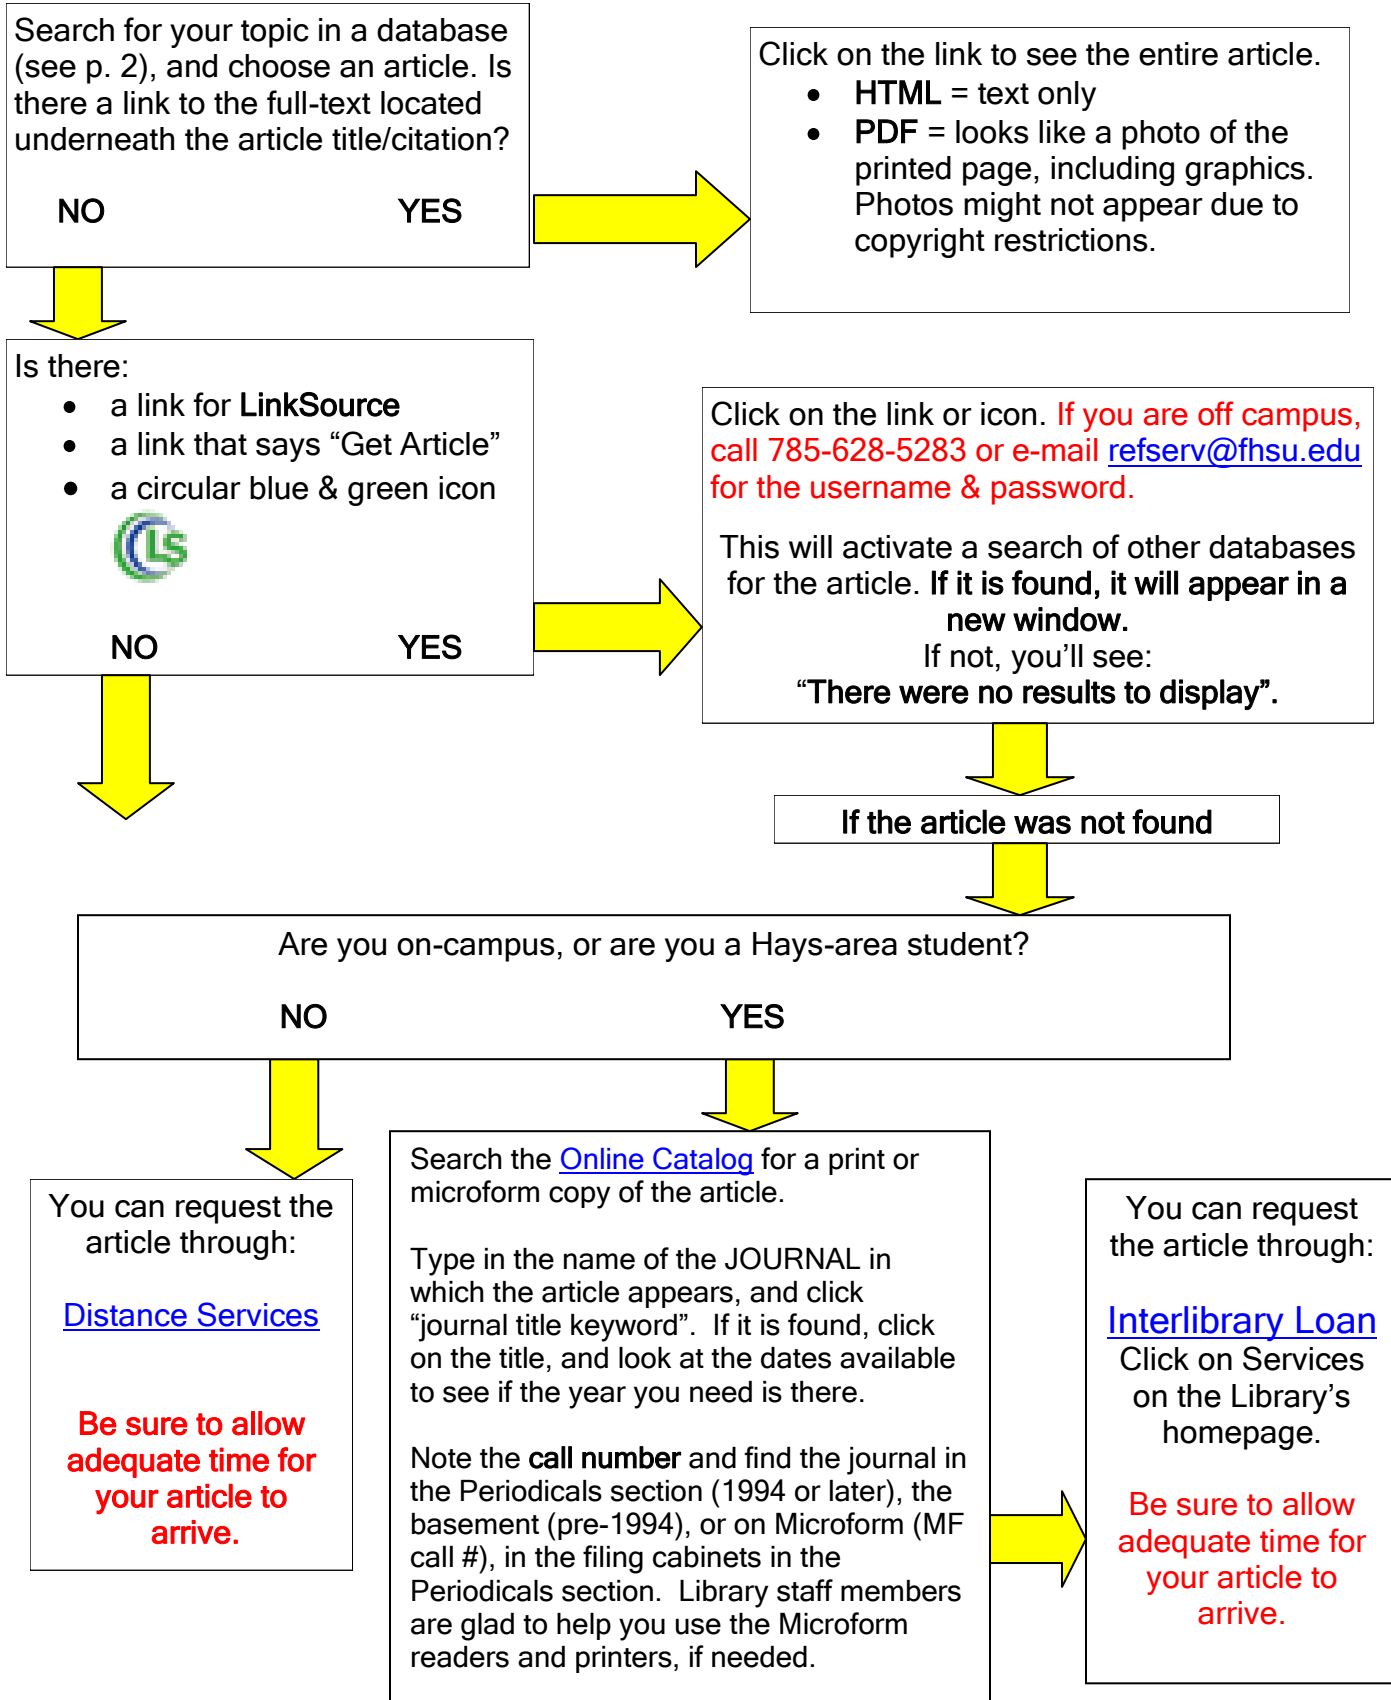 Search for your topic in a database
(see p. 2), and choose an article. Is
there a link to the full-text located
underneath the article title/citation?
NO YES
Click on the link to see the entire article.
• HTML = text only
• PDF = looks like a photo of the
printed page, including graphics.
Photos might not appear due to
copyright restrictions.
Is there:
• a link for LinkSource
• a link that says “Get Article”
• a circular blue & green icon
LS
NO YES
Click on the link or icon. If you are off campus,
call 785-628-5283 or e-mail refserv@fhsu.edu
for the username & password.
This will activate a search of other databases
for the article. If it is found, it will appear in a
new window.
If not, you’ll see:
“There were no results to display”.
If the article was not found
Are you on-campus, or are you a Hays-area student?
NO YES
You can request the
article through:
Distance Services
Be sure to allow
adequate time for
your article to
arrive.
Search the Online Catalog for a print or
microform copy of the article.
Type in the name of the JOURNAL in
which the article appears, and click
“journal title keyword”. If it is found, click
on the title, and look at the dates available
to see if the year you need is there.
Note the call number and find the journal in
the Periodicals section (1994 or later), the
basement (pre-1994), or on Microform (MF
call #), in the filing cabinets in the
Periodicals section. Library staff members
are glad to help you use the Microform
readers and printers, if needed.
You can request
the article through:
Interlibrary Loan
Click on Services
on the Library’s
homepage.
Be sure to allow
adequate time for
your article to
arrive.